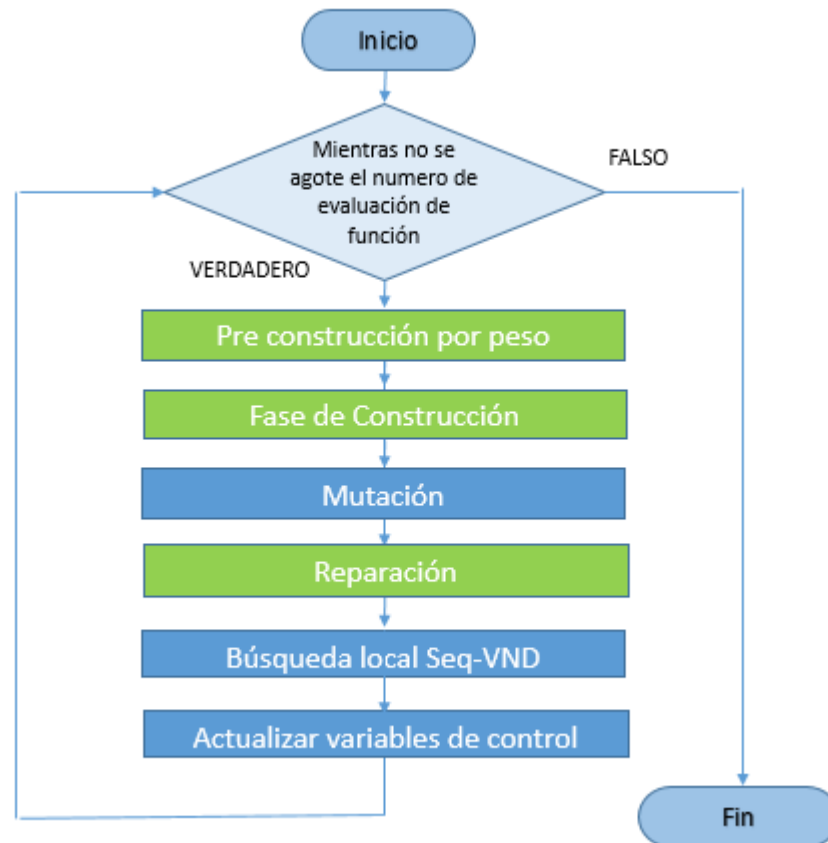 Inicio
Mientras no se
agote el numero de
evaluación de
función
FALSO
VERDADERO
Pre construcción por peso
Fase de Construcción
Mutación
Reparación
Búsqueda local Seq-VND
Actualizar variables de control
Fin